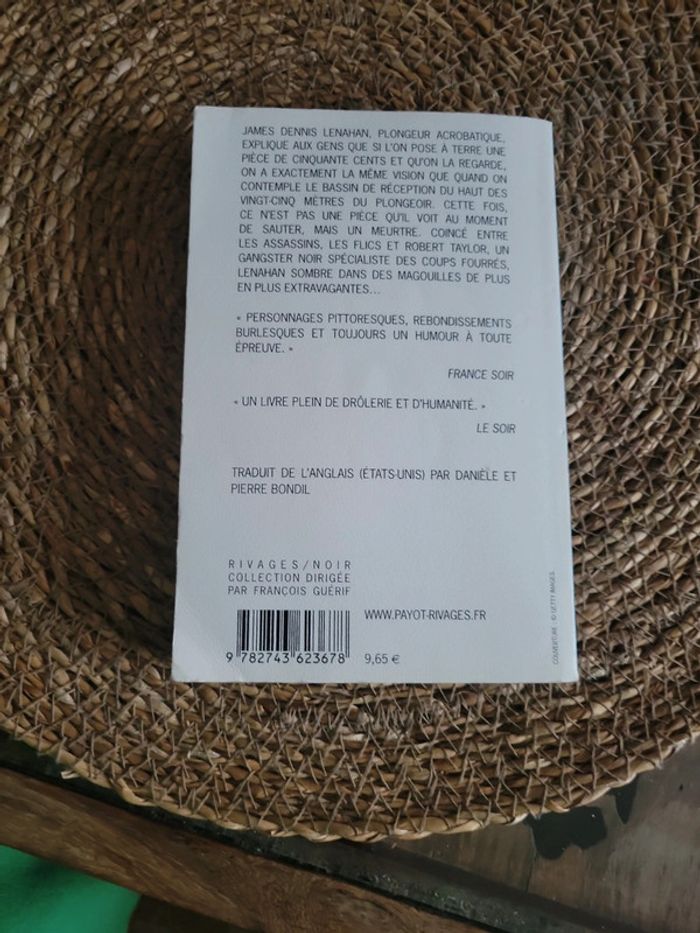 JAMES DENNIS LENAHAN, PLONGEUR ACROBATIQUE,
EXPLIQUE AUX GENS QUE SI L'ON POSE À TERRE UNE
PIÈCE DE CINQUANTE CENTS ET QU'ON LA REGARDE,
ON A EXACTEMENT LA MÊME VISION QUE QUAND ON
CONTEMPLE LE BASSIN DE RÉCEPTION DU HAUT DES
VINGT-CINQ MÈTRES DU PLONGEOIR. CETTE FOIS,
CE N'EST PAS UNE PIÈCE QU'IL VOIT AU MOMENT
DE SAUTER, MAIS UN MEURTRE. COINCÉ ENTRE
LES ASSASSINS, LES FLICS ET ROBERT TAYLOR, UN
GANGSTER NOIR SPÉCIALISTE DES COUPS FOURRÉS,
LENAHAN SOMBRE DANS DES MAGOUILLES DE PLUS
EN PLUS EXTRAVAGANTES...
« PERSONNAGES PITTORESQUES, REBONDISSEMENTS
BURLESQUES ET TOUJOURS UN HUMOUR À TOUTE
ÉPREUVE. »
FRANCE SOIR
« UN LIVRE PLEIN DE DRÔLERIE ET D'HUMANITÉ. »
LE SOIR
TRADUIT DE L'ANGLAIS (ÉTATS-UNIS) PAR DANIÈLE ET
PIERRE BONDIL
RIVAGES/NOIR
COLLECTION DIRIGÉE
PAR FRANÇOIS GUÉRIF
WWW.PAYOT-RIVAGES.FR
9 782743 623678
9,65 €
COUVERTURE : © GETTY IMAGES